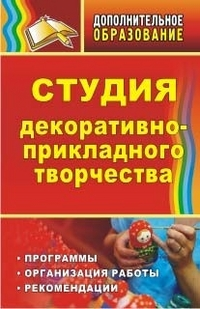 ДОПОЛНИТЕЛЬНОЕ
ОБРАЗОВАНИЕ
СТУДИЯ
декоративно-
прикладного
творчества
• ПРОГРАММЫ
• ОРГАНИЗАЦИЯ РАБОТЫ
• РЕКОМЕНДАЦИИ